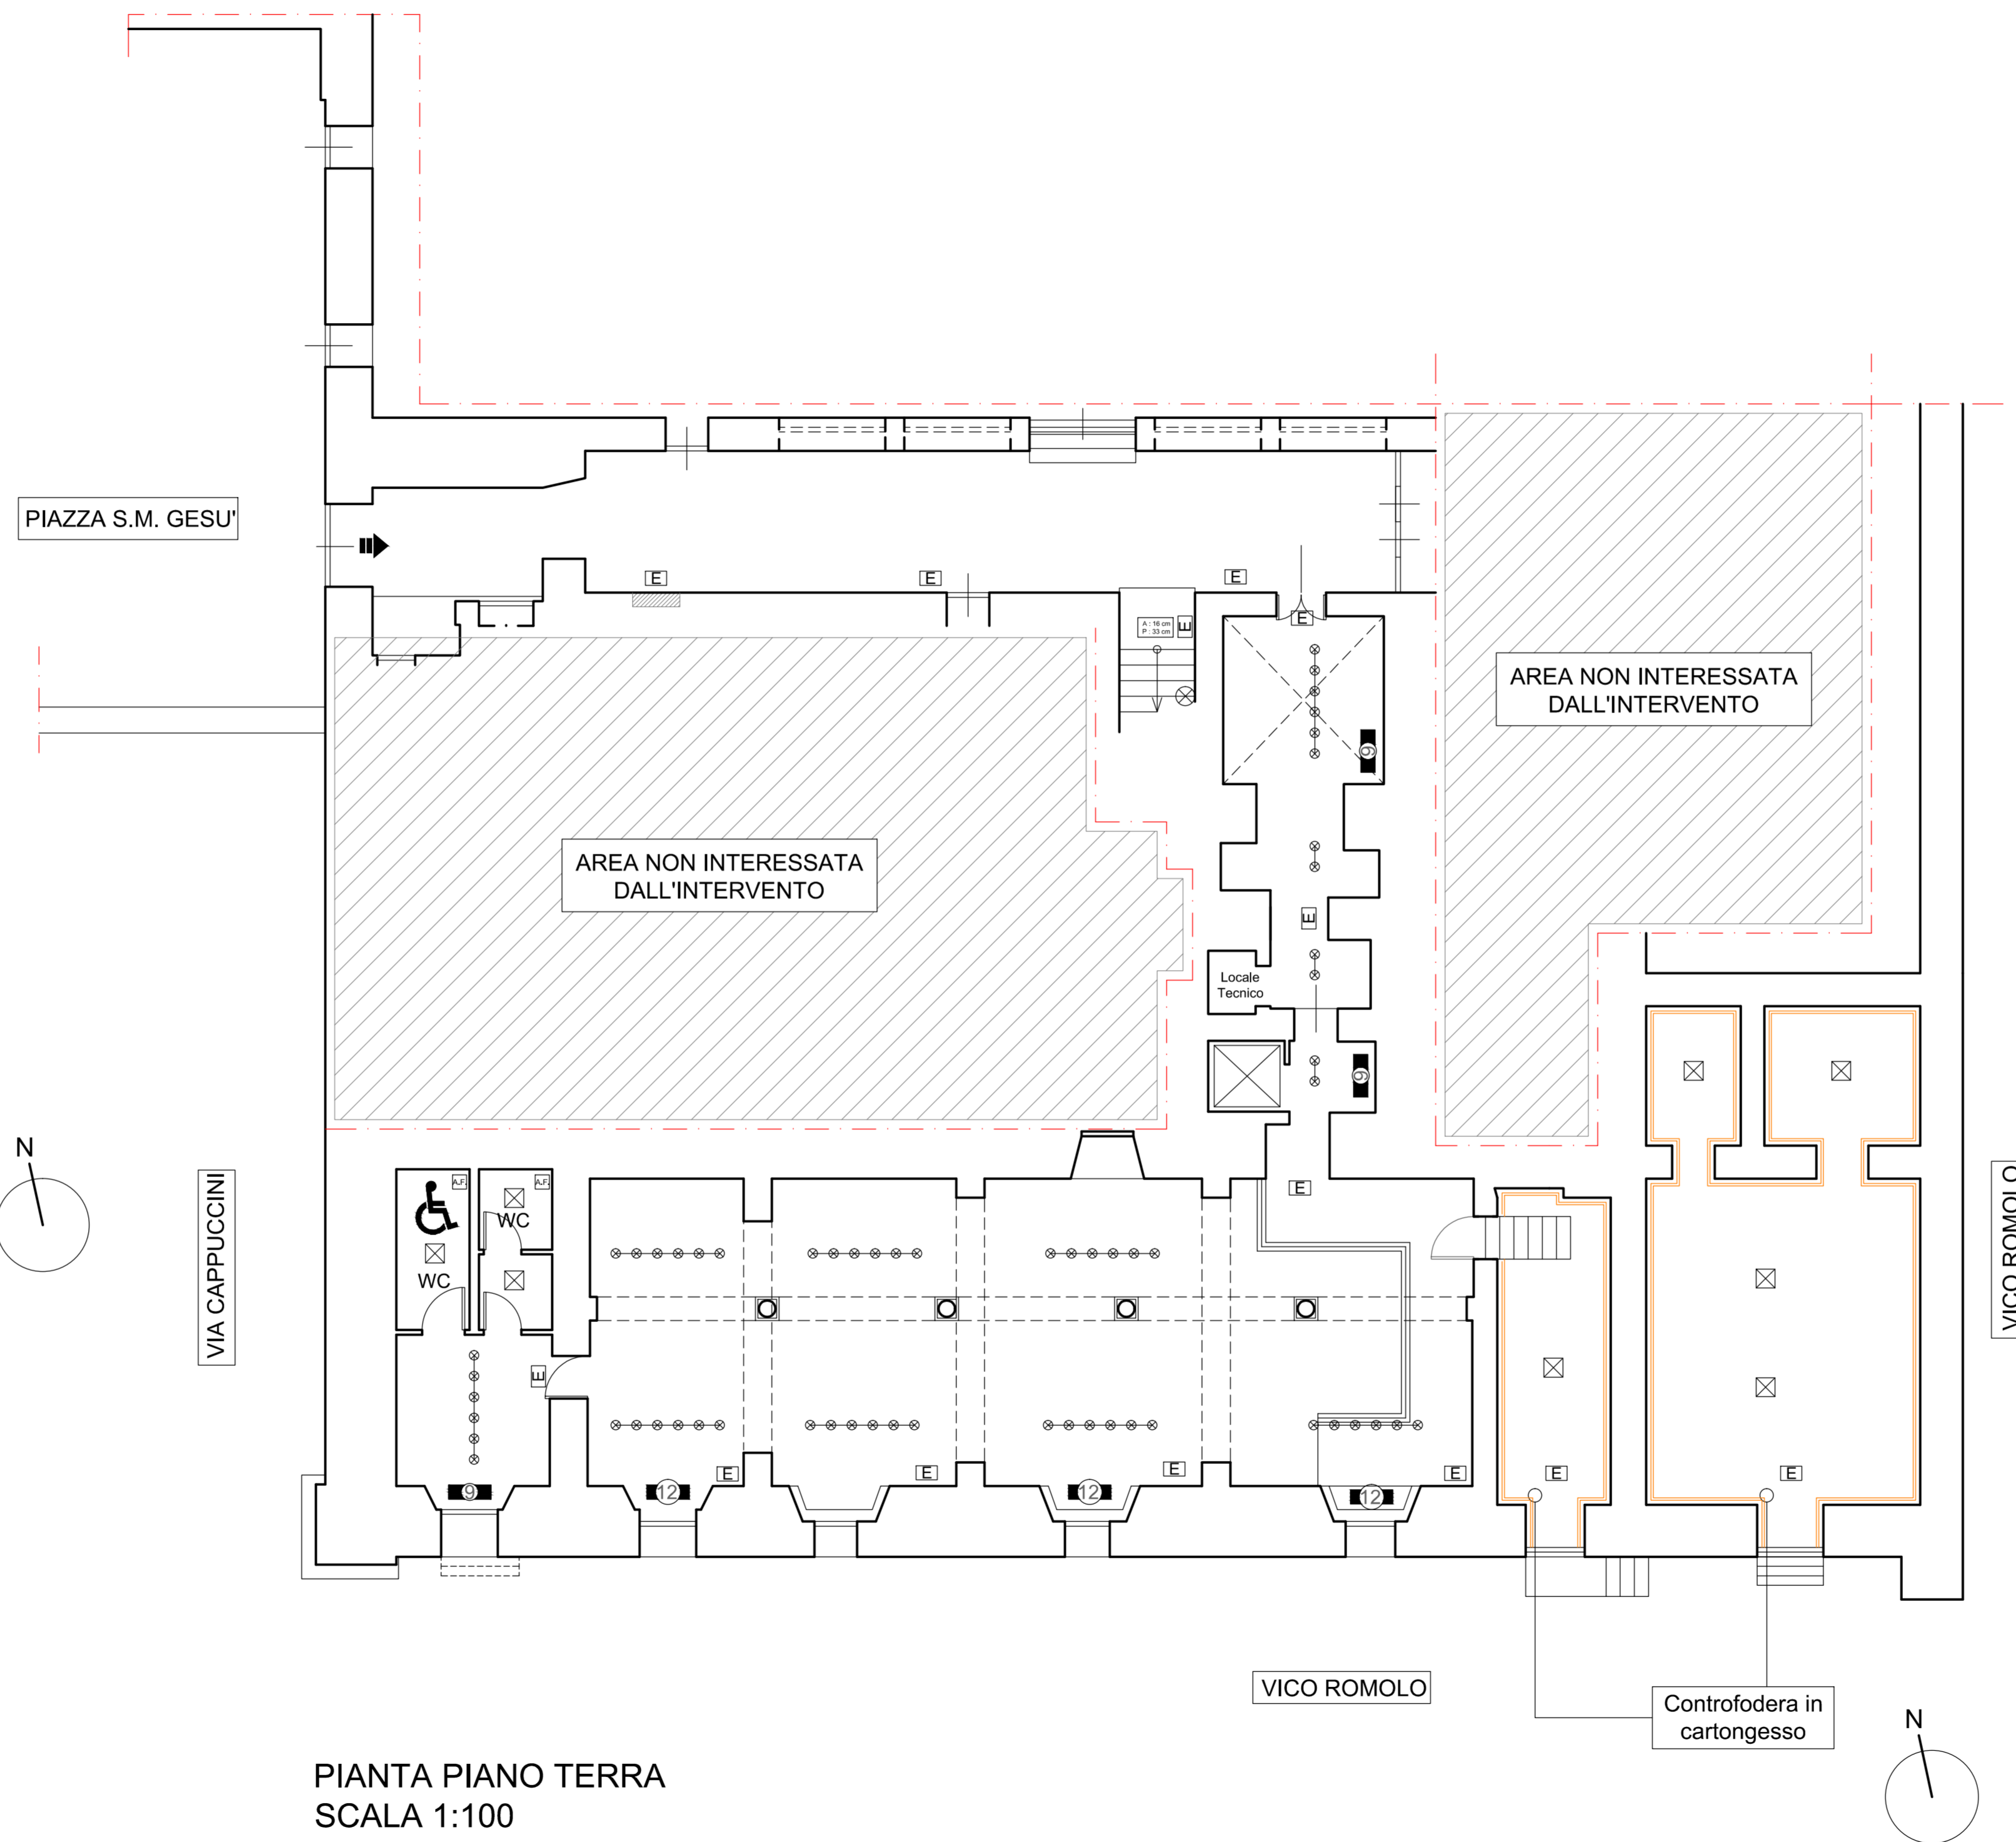 PIAZZA S.M. GESU'
E
E
E
A : 16 cm
P : 33 cm
E
E
AREA NON INTERESSATA
DALL'INTERVENTO
9
AREA NON INTERESSATA
DALL'INTERVENTO
E
Locale
Tecnico
9
N
VIA CAPPUCCINI
A.F.
A.F.
WC
WC
E
E
VICO ROMOLO
E
E
E
E
E
E
9
12
12
12
VICO ROMOLO
Controfodera in
cartongesso
N
PIANTA PIANO TERRA
SCALA 1:100